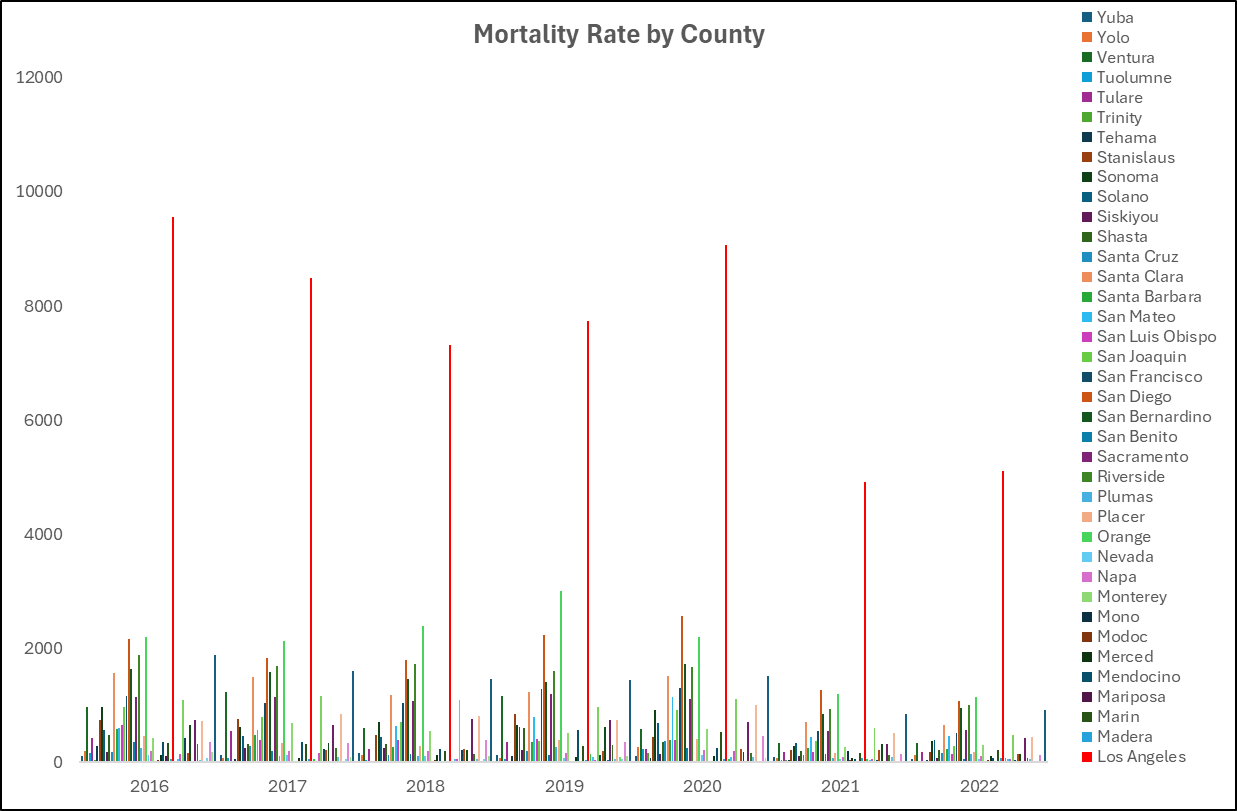 Mortality Rate by County
12000
10000
8000
6000
4000
2000
0
2016
2017
2018
2019
2020
2021
2022
Yuba
Yolo
Ventura
Tuolumne
Tulare
Trinity
Tehama
Stanislaus
Sonoma
Solano
Siskiyou
Shasta
Santa Cruz
Santa Clara
Santa Barbara
San Mateo
San Luis Obispo
San Joaquin
San Francisco
San Diego
San Bernardino
San Benito
Sacramento
Riverside
Plumas
Placer
Orange
Nevada
Napa
Monterey
Mono
Modoc
Merced
Mendocino
Mariposa
Marin
Madera
Los Angeles